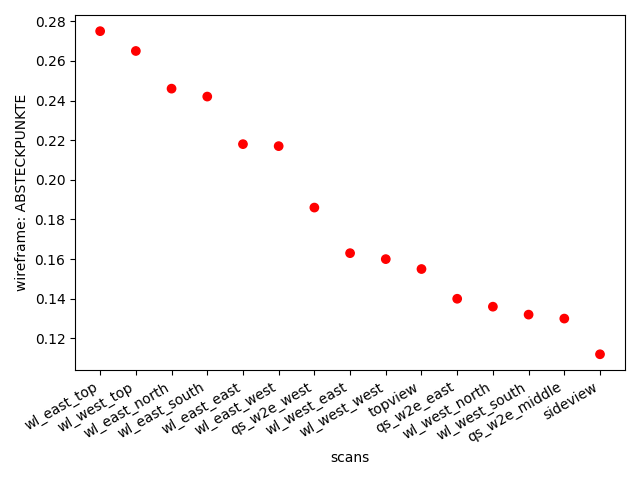 0.28
0.26
0.24
0.22
0.20
0.18
0.16
0.14
0.12
wireframe: ABSTECKPUNKTE
wl_east_top
wl_west_top
wl_east_north
wl_east_south
wl_east_east
wl_east_west
qs_w2e_west
wl_west_east
wl_west_west
topview
qs_w2e_east
wl_west_north
wl_west_south
qs_w2e_middle
sideview
scans